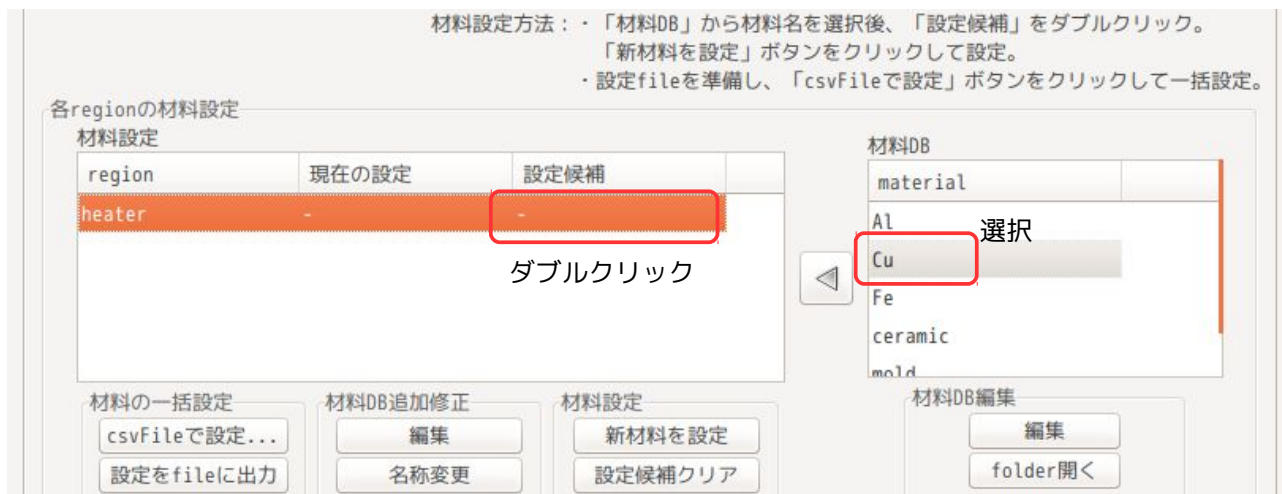 材料設定方法：・「材料DB」から材料名を選択後、「設定候補」をダブルクリック。
「新材料を設定」ボタンをクリックして設定。
・設定fileを準備し、「csvFileで設定」ボタンをクリックして一括設定。
各regionの材料設定
材料設定
材料DB
region 現在の設定 設定候補
material
heater - -
Al
選択
Cu
ダブルクリック
Fe
ceramic
mold
材料の一括設定 材料DB追加修正 材料設定 材料DB編集
csvFileで設定... 編集 新材料を設定 編集
設定をfileに出力 名称変更 設定候補クリア folder開く